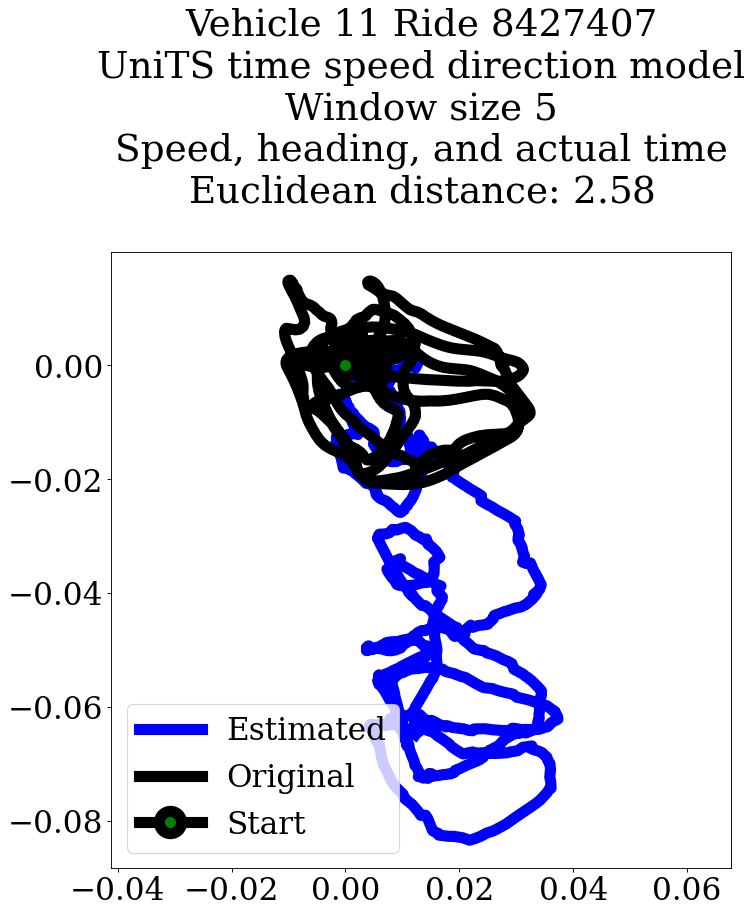 Vehicle 11 Ride 8427407
UniTS time speed direction model
Window size 5
Speed, heading, and actual time
Euclidean distance: 2.58
0.00
−0.02
−0.04
−0.06
−0.08
Estimated
Original
Start
−0.04 −0.02 0.00 0.02 0.04 0.06